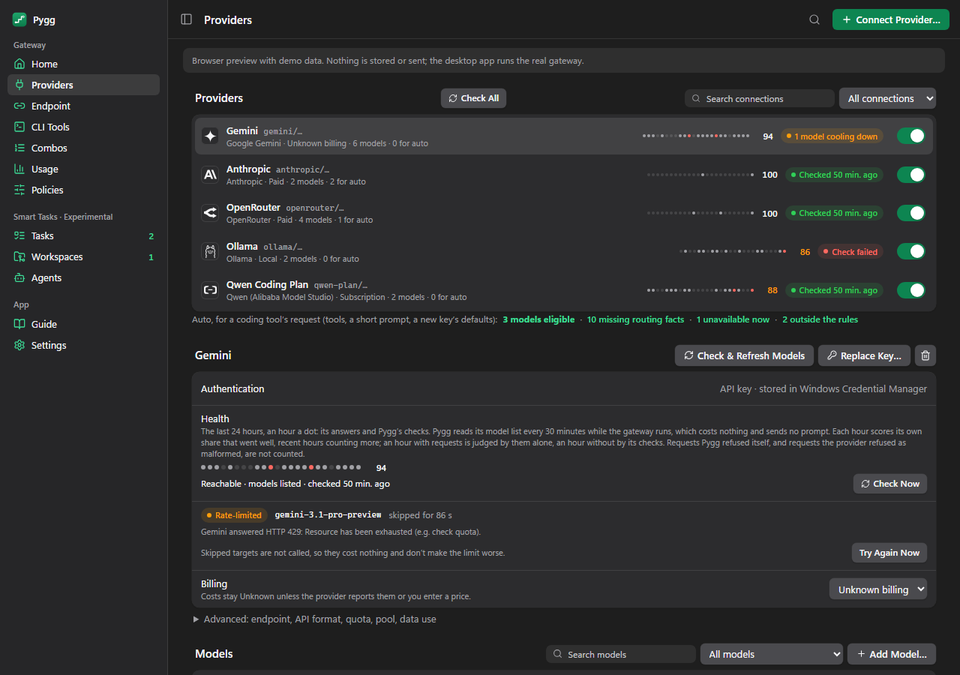 Pygg
Providers
Connect Provider...
Gateway
Home
Providers
Endpoint
CLI Tools
Combos
Usage
Policies
Smart Tasks · Experimental
Tasks 2
Workspaces 1
Agents
App
Guide
Settings
Browser preview with demo data. Nothing is stored or sent; the desktop app runs the real gateway.
Providers
Check All
Search connections
All connections
Gemini gemini/…
Google Gemini · Unknown billing · 6 models · 0 for auto
94
1 model cooling down
Anthropic anthropic/…
Anthropic · Paid · 2 models · 2 for auto
100
Checked 50 min. ago
OpenRouter openrouter/…
OpenRouter · Paid · 4 models · 1 for auto
100
Checked 50 min. ago
Ollama ollama/…
Ollama · Local · 2 models · 0 for auto
86
Check failed
Qwen Coding Plan qwen-plan/…
Qwen (Alibaba Model Studio) · Subscription · 2 models · 0 for auto
88
Checked 50 min. ago
Auto, for a coding tool's request (tools, a short prompt, a new key's defaults): 3 models eligible · 10 missing routing facts · 1 unavailable now · 2 outside the rules
Gemini
Check & Refresh Models
Replace Key...
Authentication
API key · stored in Windows Credential Manager
Health
The last 24 hours, an hour a dot: its answers and Pygg's checks. Pygg reads its model list every 30 minutes while the gateway runs, which costs nothing and sends no prompt. Each hour scores its own
share that went well, recent hours counting more; an hour with requests is judged by them alone, an hour without by its checks. Requests Pygg refused itself, and requests the provider refused as
malformed, are not counted.
94
Reachable · models listed · checked 50 min. ago
Check Now
Rate-limited gemini-3.1-pro-preview skipped for 86 s
Gemini answered HTTP 429: Resource has been exhausted (e.g. check quota).
Skipped targets are not called, so they cost nothing and don't make the limit worse.
Try Again Now
Billing
Costs stay Unknown unless the provider reports them or you enter a price.
Unknown billing
Advanced: endpoint, API format, quota, pool, data use
Models
Search models
All models
Add Model...